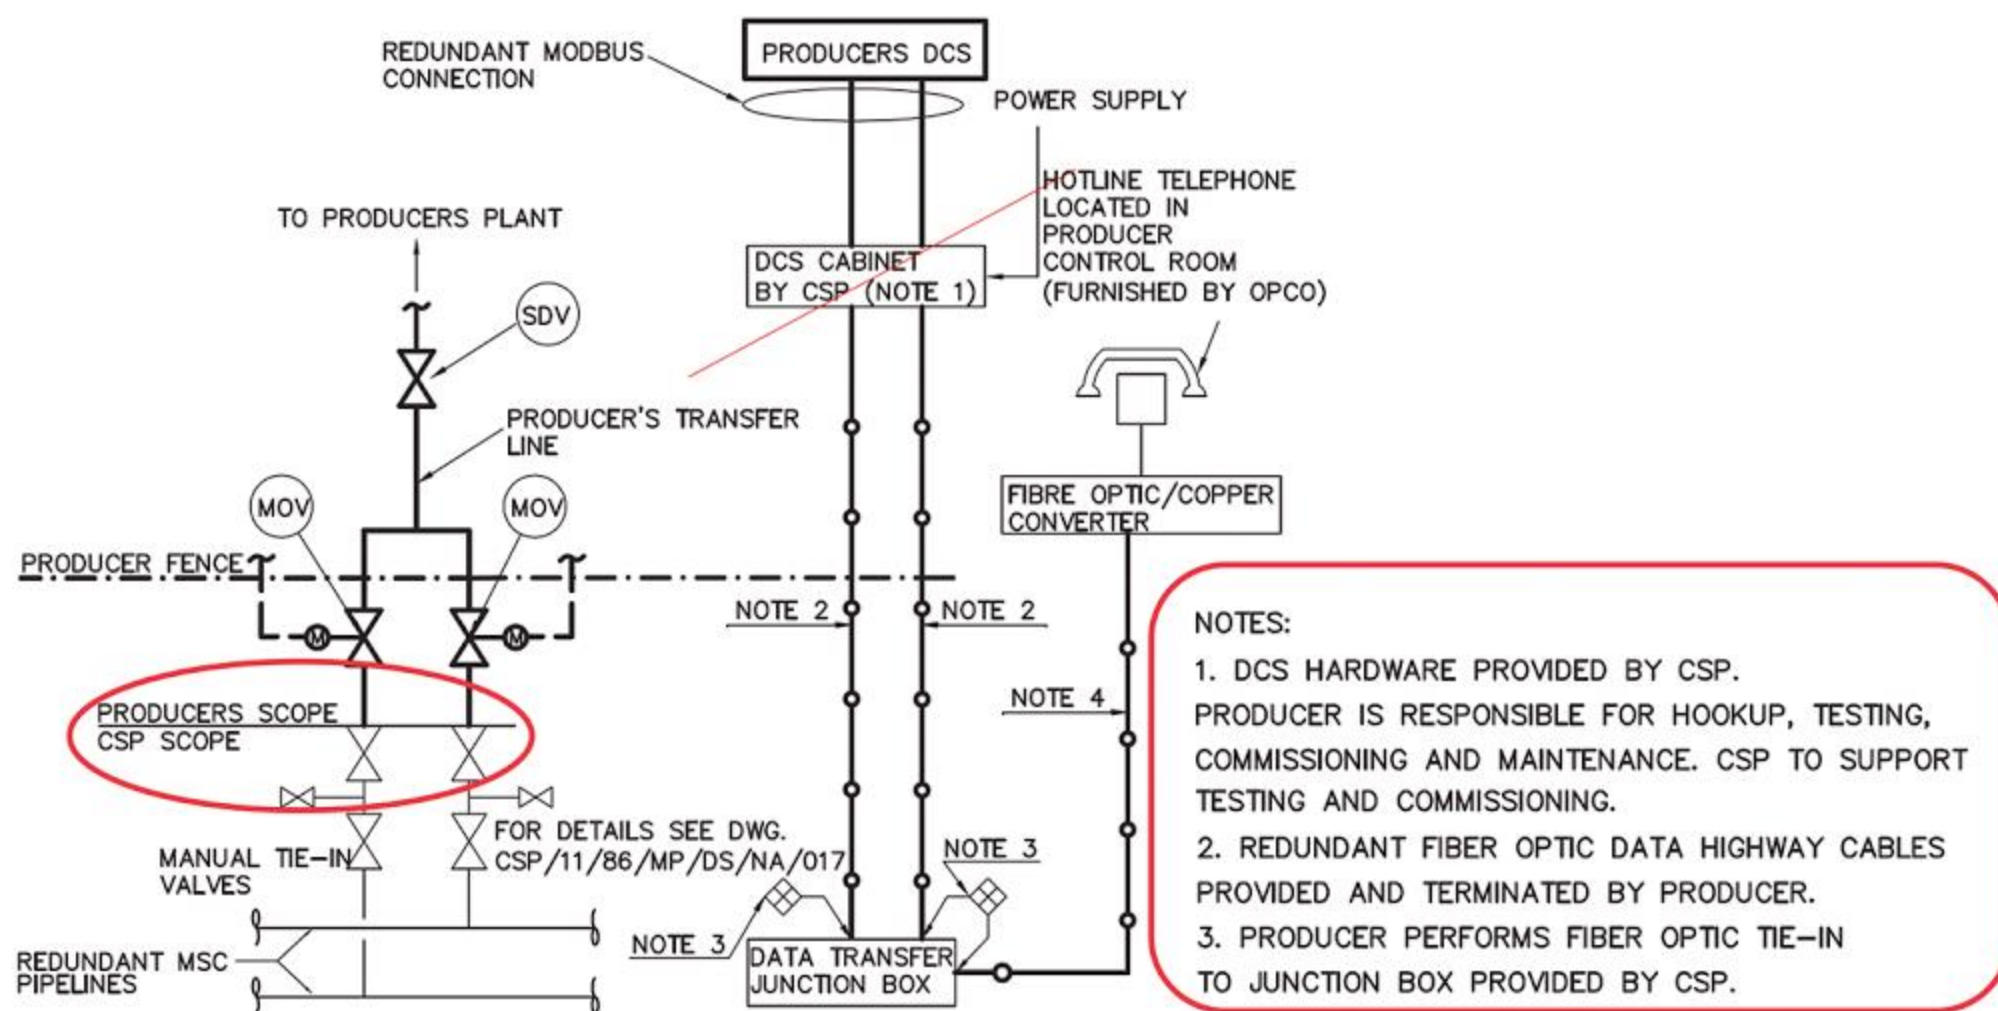 REDUNDANT MODBUS
CONNECTION
PRODUCERS DCS
POWER SUPPLY
HOTLINE TELEPHONE
LOCATED IN
PRODUCER
CONTROL ROOM
(FURNISHED BY OPCO)
TO PRODUCERS PLANT
DCS CABINET
BY CSP (NOTE 1)
SDV
PRODUCER'S TRANSFER
LINE
MOV
MOV
FIBRE OPTIC/COPPER
CONVERTER
PRODUCER FENCE
NOTE 2
NOTE 2
M
M
NOTE 4
PRODUCERS SCOPE
CSP SCOPE
MANUAL TIE-IN
VALVES
FOR DETAILS SEE DWG.
CSP/11/86/MP/DS/NA/017
NOTE 3
NOTE 3
DATA TRANSFER
JUNCTION BOX
REDUNDANT MSC
PIPELINES
NOTES:
1. DCS HARDWARE PROVIDED BY CSP.
PRODUCER IS RESPONSIBLE FOR HOOKUP, TESTING,
COMMISSIONING AND MAINTENANCE. CSP TO SUPPORT
TESTING AND COMMISSIONING.
2. REDUNDANT FIBER OPTIC DATA HIGHWAY CABLES
PROVIDED AND TERMINATED BY PRODUCER.
3. PRODUCER PERFORMS FIBER OPTIC TIE-IN
TO JUNCTION BOX PROVIDED BY CSP.